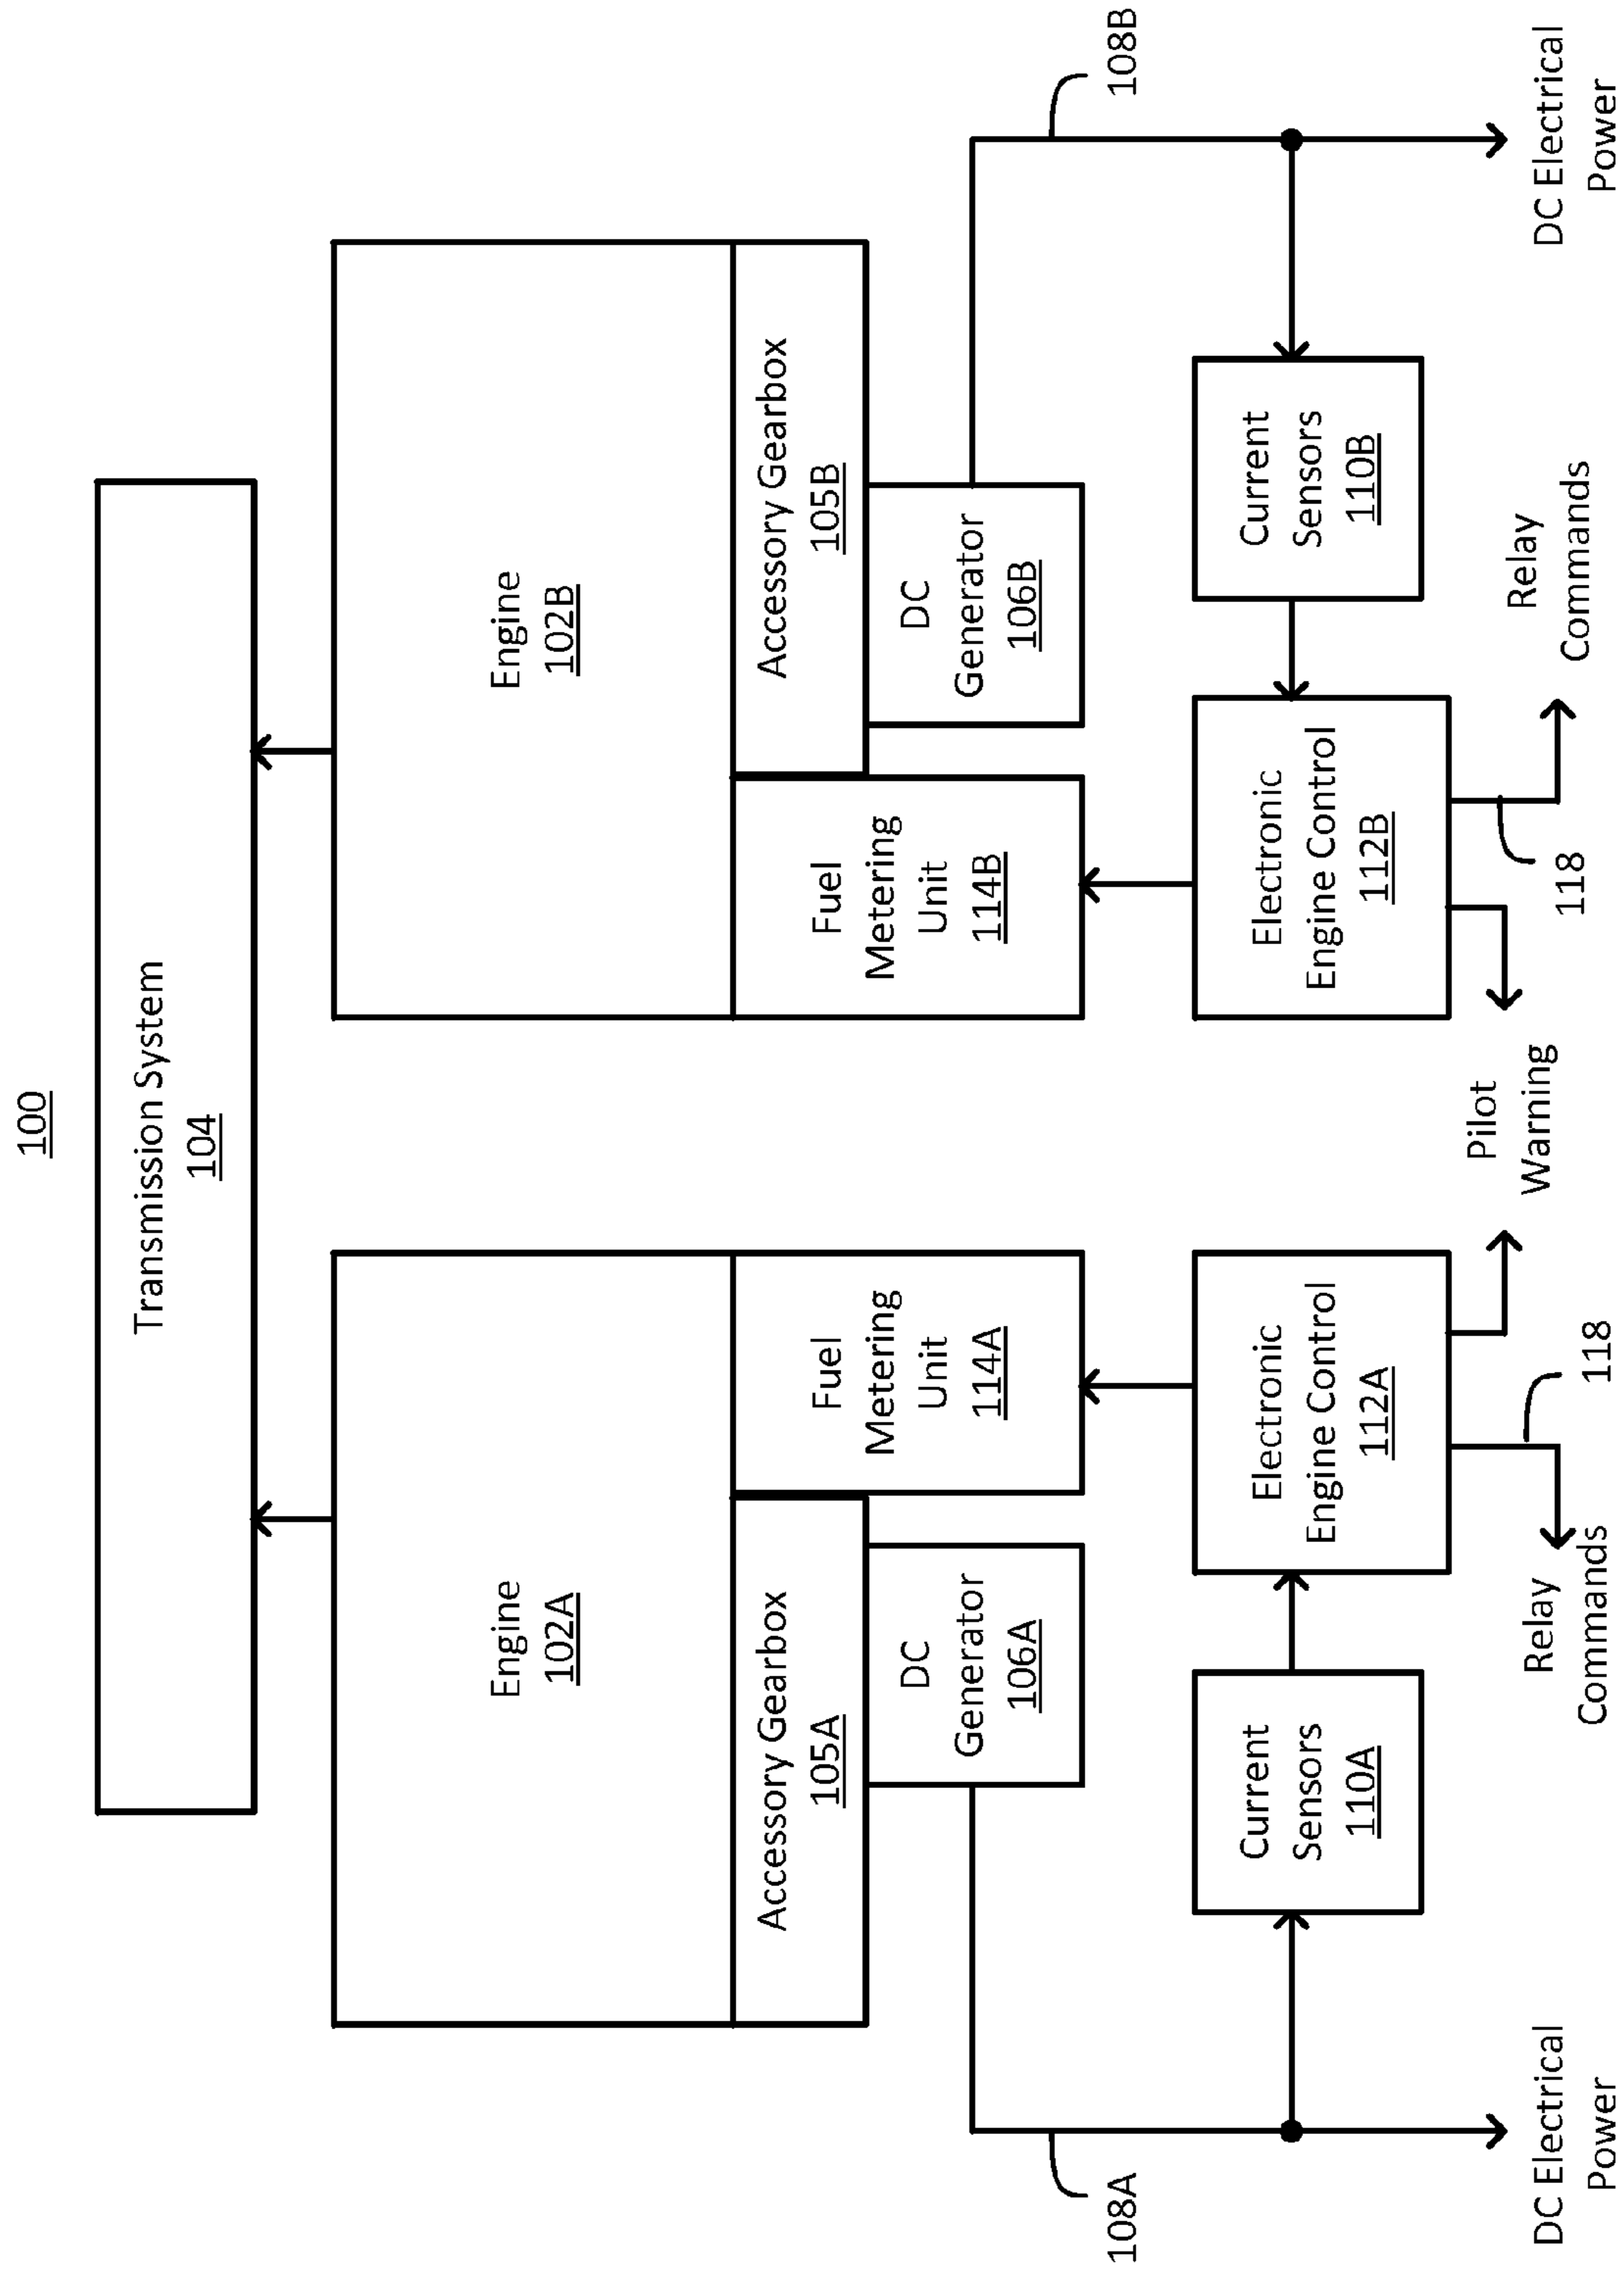 100
Transmission System
104
Engine
102A
Engine
102B
Accessory Gearbox
105A
Fuel
Metering
Unit
114A
Fuel
Metering
Unit
114B
Accessory Gearbox
105B
DC
Generator
106A
DC
Generator
106B
108A
108B
Current
Sensors
110A
Electronic
Engine Control
112A
Electronic
Engine Control
112B
Current
Sensors
110B
DC Electrical
Power
Relay
Commands
118
Pilot
Warning
118
Relay
Commands
DC Electrical
Power